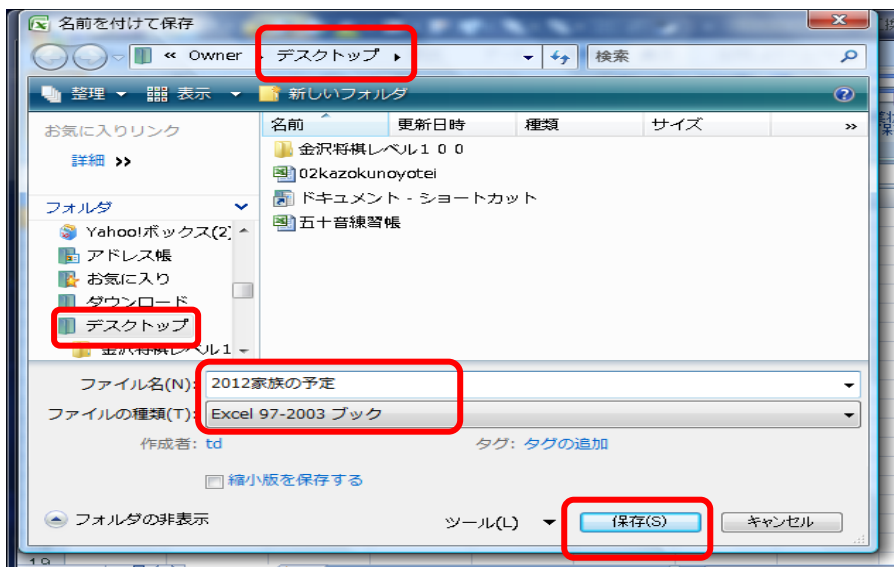 名前を付けて保存
« Owner デスクトップ
検索
整理 表示 新しいフォルダ
お気に入りリンク
詳細 »
名前 更新日時 種類 サイズ »
金沢将棋レベル１００
02kazokunoyotei
ドキュメント - ショートカット
五十音練習帳
フォルダ
Yahoo!ボックス(2)
アドレス帳
お気に入り
ダウンロード
デスクトップ
金沢将棋レベル1
ファイル名(N): 2012家族の予定
ファイルの種類(T): Excel 97-2003 ブック
作成者: td タグ: タグの追加
縮小版を保存する
フォルダの非表示
ツール(L) 保存(S) キャンセル
19